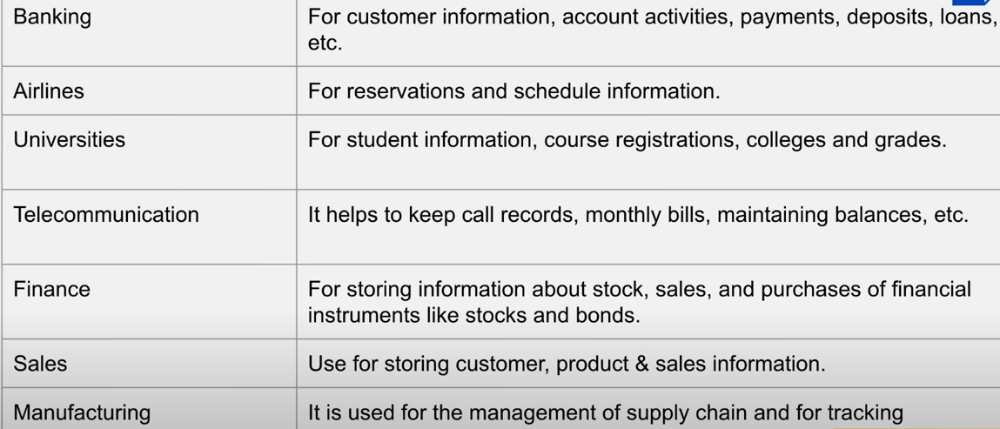 Banking
For customer information, account activities, payments, deposits, loans,
etc.
Airlines
For reservations and schedule information.
Universities
For student information, course registrations, colleges and grades.
Telecommunication
It helps to keep call records, monthly bills, maintaining balances, etc.
Finance
For storing information about stock, sales, and purchases of financial
instruments like stocks and bonds.
Sales
Use for storing customer, product & sales information.
Manufacturing
It is used for the management of supply chain and for tracking